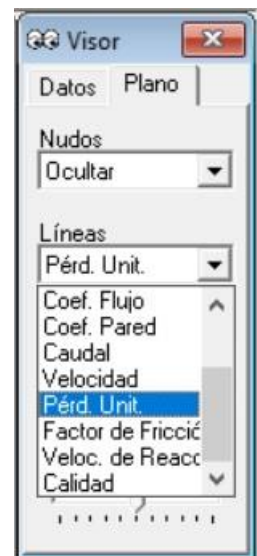 Visor
Datos Plano
Nudos
Ocultar
Líneas
Pérd. Unit.
Coef. Flujo
Coef. Pared
Caudal
Velocidad
Pérd. Unit.
Factor de Fricció
Veloc. de Reacc
Calidad